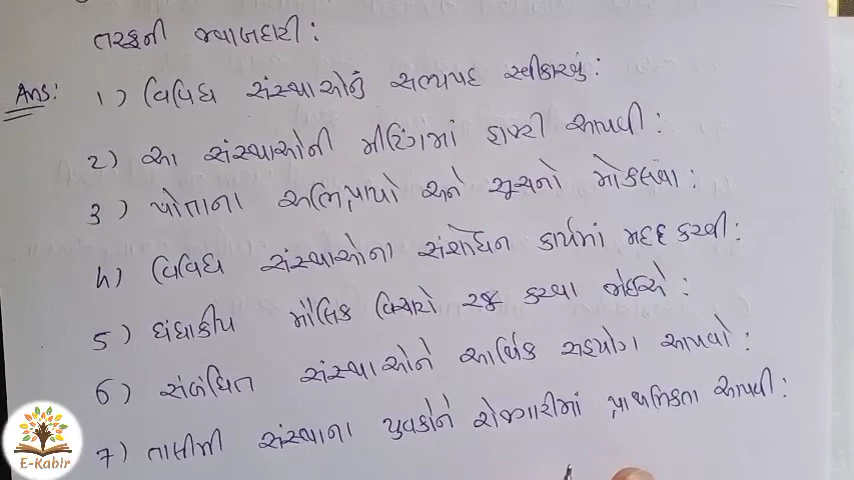 તરફની જવાબદારી :
Ans: 1) વિવિધ સંસ્થાઓનું સભ્યપદ સ્વીકારવું :
2) આ સંસ્થાઓની મીટિંગમાં હાજરી આપવી :
3) પોતાના અભિપ્રાયો અને સૂચનો મોકલવા :
4) વિવિધ સંસ્થાઓના સંશોધન કાર્યમાં મદદ કરવી :
5) ધંધાકીય મૌલિક વિચારો રજૂ કરવા જોઇએ :
6) સંબંધિત સંસ્થાઓને આર્થિક સહયોગ આપવો :
7) તાલીમી સંસ્થાના યુવકોને રોજગારીમાં પ્રાથમિકતા આપવી :
E-Kabir